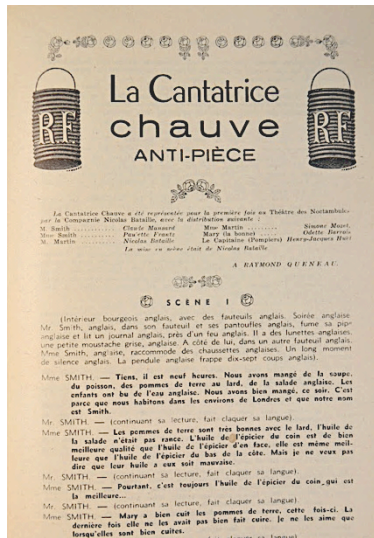 La Cantatrice
chauve
ANTI-PIÈCE
RF
RF
La Cantatrice Chauve a été représentée pour la première fois au Théâtre des Noctambules
par la Compagnie Nicolas Bataille, avec la distribution suivante :
M. Smith ........... Claude Mansard
Mme Smith ........... Paulette Frantz
M. Martin ........... Nicolas Bataille
Mme Martin ........... Simone Mozet
Mary (la bonne) ........... Odette Barrois
Le Capitaine (Pompiers) Henry-Jacques Huet
La mise en scène était de Nicolas Bataille
A RAYMOND QUENEAU.
SCENE I
(Intérieur bourgeois anglais, avec des fauteuils anglais. Soirée anglaise
Mr. Smith, anglais, dans son fauteuil et ses pantoufles anglais, fume sa pipe
anglaise et lit un journal anglais, près d'un feu anglais. Il a des lunettes anglaises,
une petite moustache grise, anglaise. A côté de lui, dans un autre fauteuil anglais,
Mme Smith, anglaise, raccommode des chaussettes anglaises. Un long moment
de silence anglais. La pendule anglaise frappe dix-sept coups anglais).
Mme SMITH. — Tiens, il est neuf heures. Nous avons mangé de la soupe,
du poisson, des pommes de terre au lard, de la salade anglaise. Les
enfants ont bu de l'eau anglaise. Nous avons bien mangé, ce soir. C'est
parce que nous habitons dans les environs de Londres et que notre nom
est Smith.
Mr. SMITH. — (continuant sa lecture, fait claquer sa langue).
Mme SMITH. — Les pommes de terre sont très bonnes avec le lard, l'huile de
la salade n'était pas rance. L'huile de l'épicier du coin est de bien
meilleure qualité que l'huile de l'épicier d'en face, elle est même meil-
leure que l'huile de l'épicier du bas de la côte. Mais je ne veux pas
dire que leur huile à eux soit mauvaise.
Mr. SMITH. — (continuant sa lecture, fait claquer sa langue).
Mme SMITH. — Pourtant, c'est toujours l'huile de l'épicier du coin qui est
la meilleure...
Mr. SMITH. — (continuant sa lecture, fait claquer sa langue).
Mme SMITH. — Mary a bien cuit les pommes de terre, cette fois-ci. La
dernière fois elle ne les avait pas bien fait cuire. Je ne les aime que
lorsqu'elles sont bien cuites.